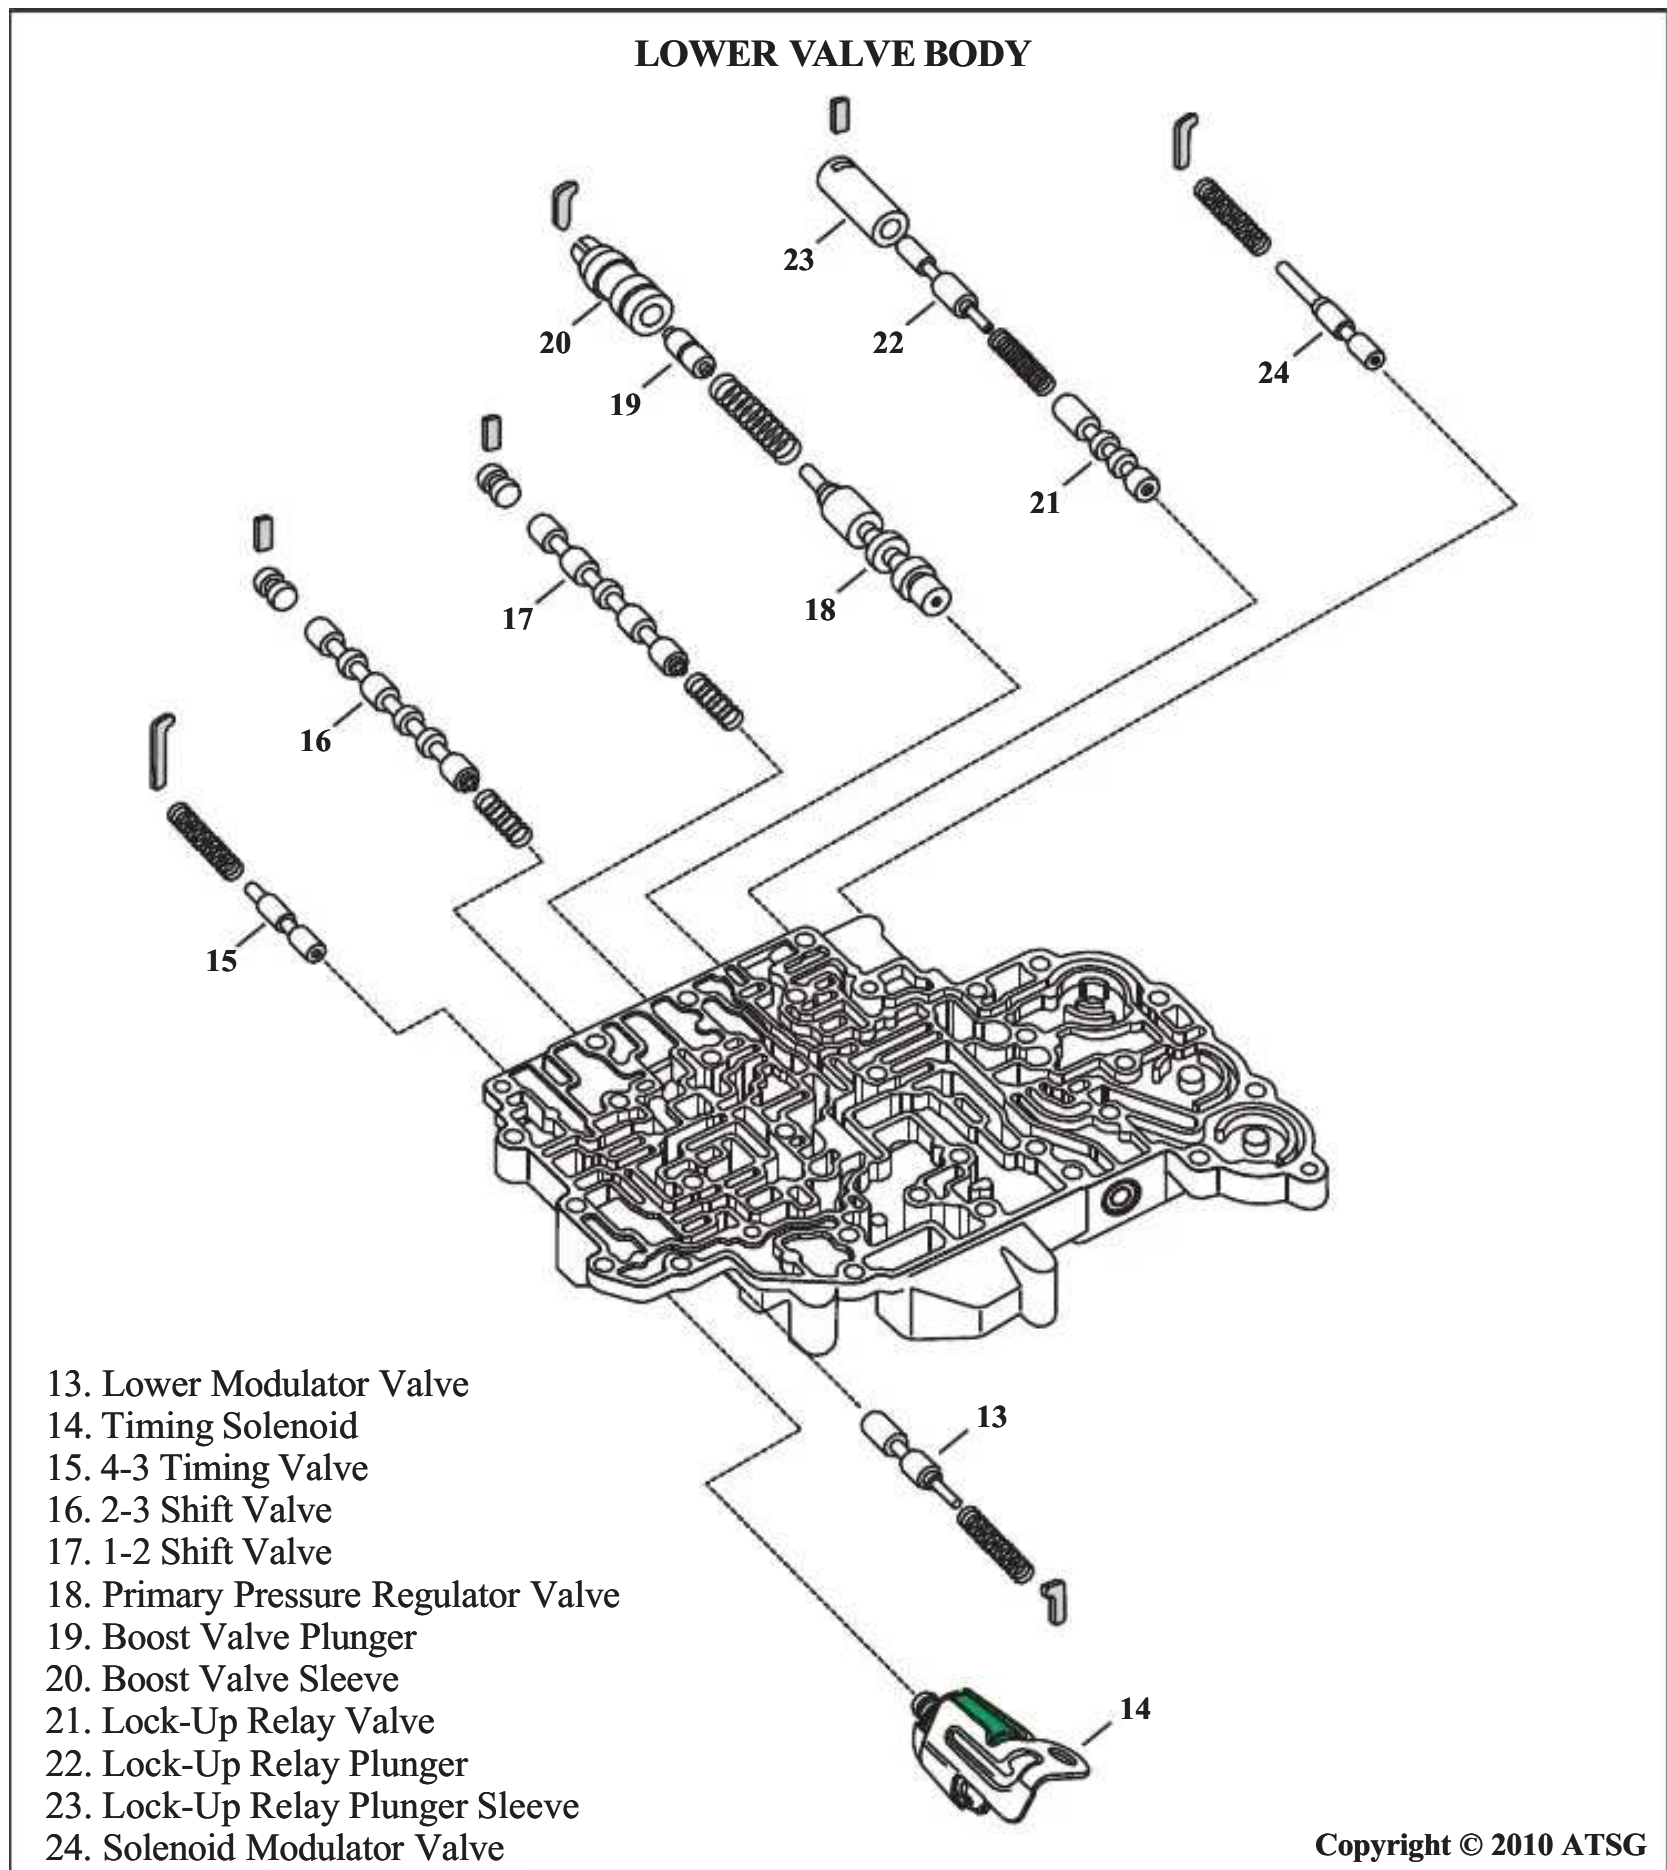 LOWER VALVE BODY
23
20
22
24
19
21
17
18
16
15
13
14
13. Lower Modulator Valve
14. Timing Solenoid
15. 4-3 Timing Valve
16. 2-3 Shift Valve
17. 1-2 Shift Valve
18. Primary Pressure Regulator Valve
19. Boost Valve Plunger
20. Boost Valve Sleeve
21. Lock-Up Relay Valve
22. Lock-Up Relay Plunger
23. Lock-Up Relay Plunger Sleeve
24. Solenoid Modulator Valve
Copyright © 2010 ATSG